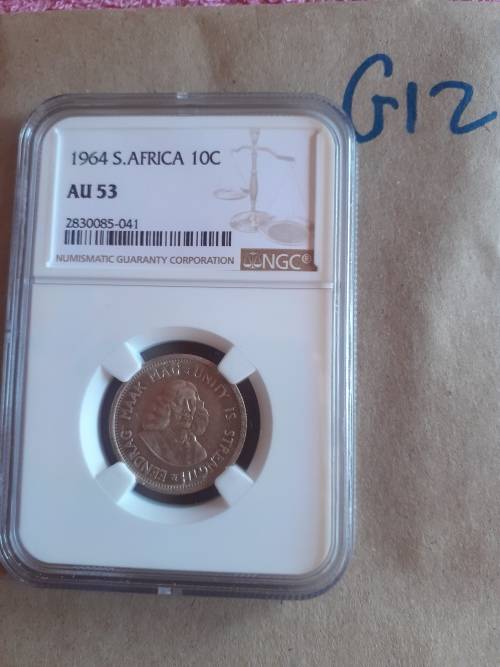 G12
1964 S.AFRICA 10C
AU 53
2830085-041
NUMISMATIC GUARANTY CORPORATION
NGC®
EENDRAG MAAK MAG · UNITY IS STRENGTH